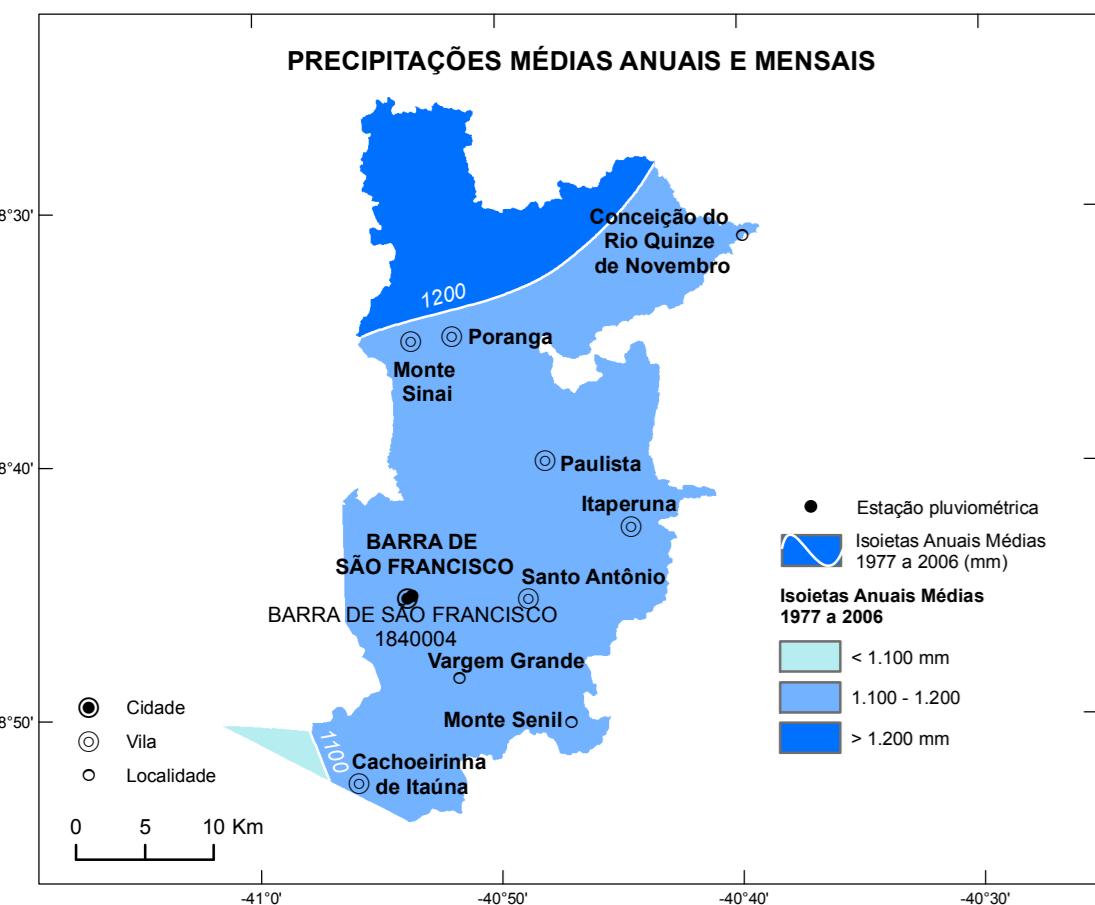 PRECIPITAÇÕES MÉDIAS ANUAIS E MENSAIS
8°30'
Conceição do
Rio Quinze
de Novembro
1200
Poranga
Monte
Sinai
8°40'
Paulista
Itaperuna
BARRA DE
SÃO FRANCISCO
Santo Antônio
BARRA DE SÃO FRANCISCO
1840004
Vargem Grande
8°50'
Monte Senil
1100
Cachoeirinha
de Itaúna
Estação pluviométrica
Isoietas Anuais Médias
1977 a 2006 (mm)
Isoietas Anuais Médias
1977 a 2006
< 1.100 mm
1.100 - 1.200
> 1.200 mm
Cidade
Vila
Localidade
0 5 10 Km
-41°0' -40°50' -40°40' -40°30'